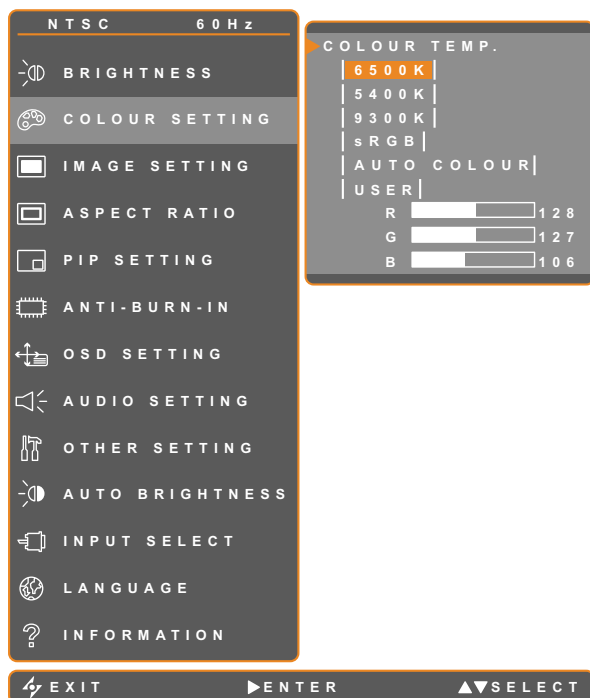 NTSC 60Hz
BRIGHTNESS
COLOUR SETTING
IMAGE SETTING
ASPECT RATIO
PIP SETTING
ANTI-BURN-IN
OSD SETTING
AUDIO SETTING
OTHER SETTING
AUTO BRIGHTNESS
INPUT SELECT
LANGUAGE
INFORMATION
COLOUR TEMP.
6500K
5400K
9300K
sRGB
AUTO COLOUR
USER
R 128
G 127
B 106
EXIT ENTER SELECT